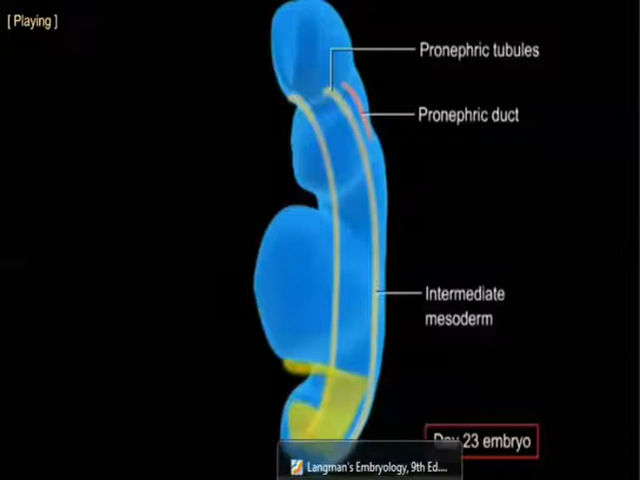 [ Playing ]
Pronephric tubules
Pronephric duct
Intermediate
mesoderm
Day 23 embryo
Langman's Embryology, 9th Ed....